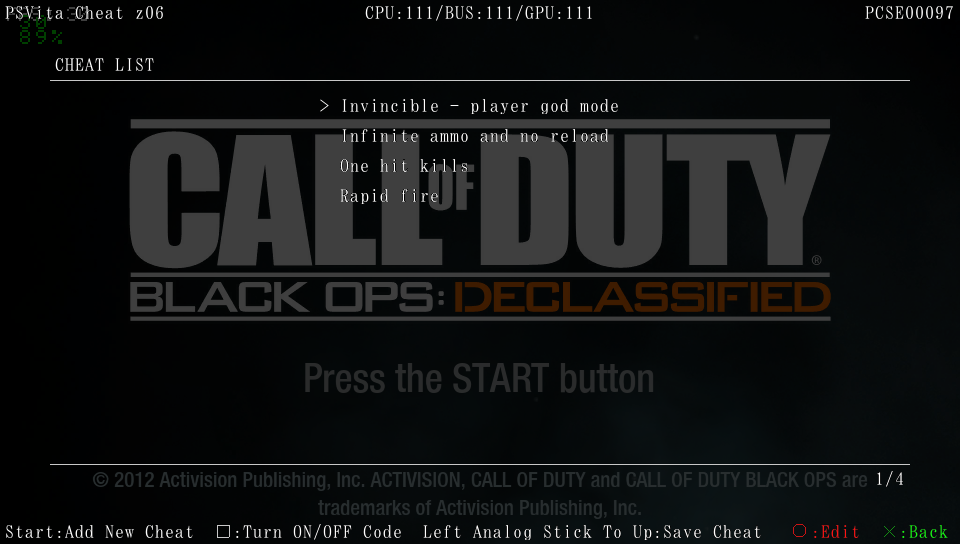 PSVita Cheat z06 CPU:111/BUS:111/GPU:111 PCSE00097
30
89%
CHEAT LIST
> Invincible - player god mode
Infinite ammo and no reload
One hit kills
Rapid fire
CALL OF DUTY®
BLACK OPS: DECLASSIFIED
Press the START button
© 2012 Activision Publishing, Inc. ACTIVISION, CALL OF DUTY and CALL OF DUTY BLACK OPS are 1/4
trademarks of Activision Publishing, Inc.
Start:Add New Cheat □:Turn ON/OFF Code Left Analog Stick To Up:Save Cheat ○:Edit ×:Back